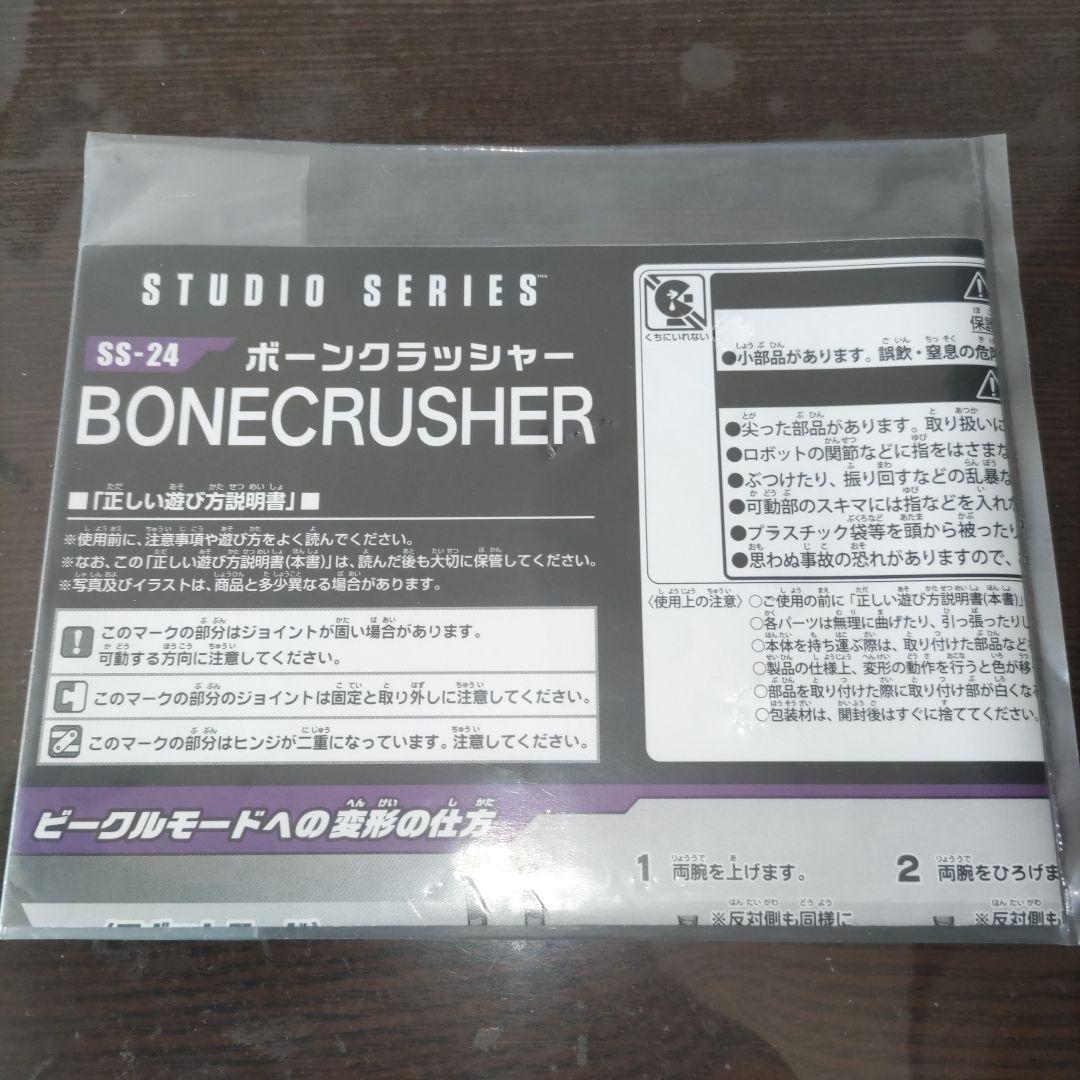 STUDIO SERIES™
SS-24 ボーンクラッシャー
BONECRUSHER
■「正しい遊び方説明書」■
※使用前に、注意事項や遊び方をよく読んでください。
※なお、この「正しい遊び方説明書(本書)」は、読んだ後も大切に保管してください。
※写真及びイラストは、商品と多少異なる場合があります。
このマークの部分はジョイントが固い場合があります。
可動する方向に注意してください。
このマークの部分のジョイントは固定と取り外しに注意してください。
このマークの部分はヒンジが二重になっています。注意してください。
くちにいれない
●小部品があります。誤飲・窒息の危
●尖った部品があります。取り扱いに
●ロボットの関節などに指をはさまな
●ぶつけたり、振り回すなどの乱暴な
●可動部のスキマには指などを入れ
●プラスチック袋等を頭から被ったり
●思わぬ事故の恐れがありますので、
〈使用上の注意〉○ご使用の前に「正しい遊び方説明書(本書)」
○各パーツは無理に曲げたり、引っ張ったりし
○本体を持ち運ぶ際は、取り付けた部品など
○製品の仕様上、変形の動作を行うと色が移
○部品を取り付けた際に取り付け部が白くな
○包装材は、開封後はすぐに捨ててください。
ビークルモードへの変形の仕方
1 両腕を上げます。
※反対側も同様に
2 両腕をひろげま
※反対側も